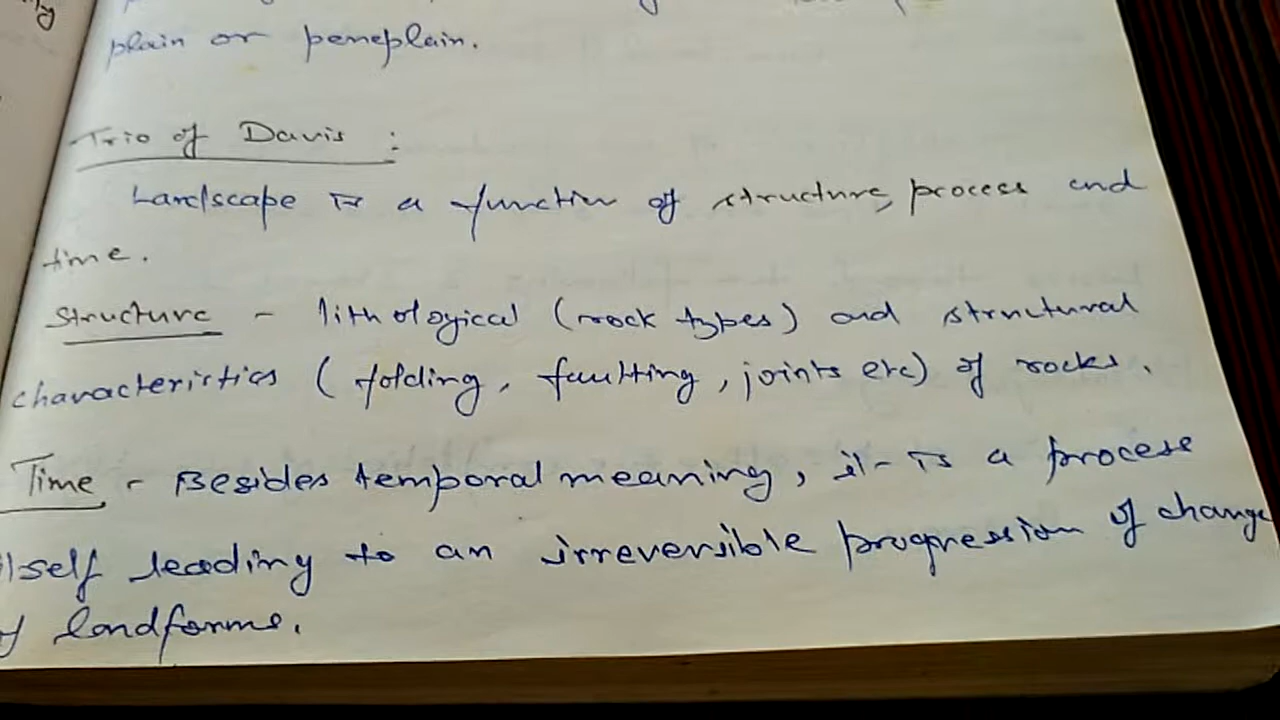 plain or peneplain.
Trio of Davis :
Landscape is a function of structure, process and
time.
Structure - lithological (rock types) and structural
characteristics (folding, faulting, joints etc) of rocks.
Time - Besides temporal meaning, it is a process
itself leading to an irreversible progression of change
of landforms.